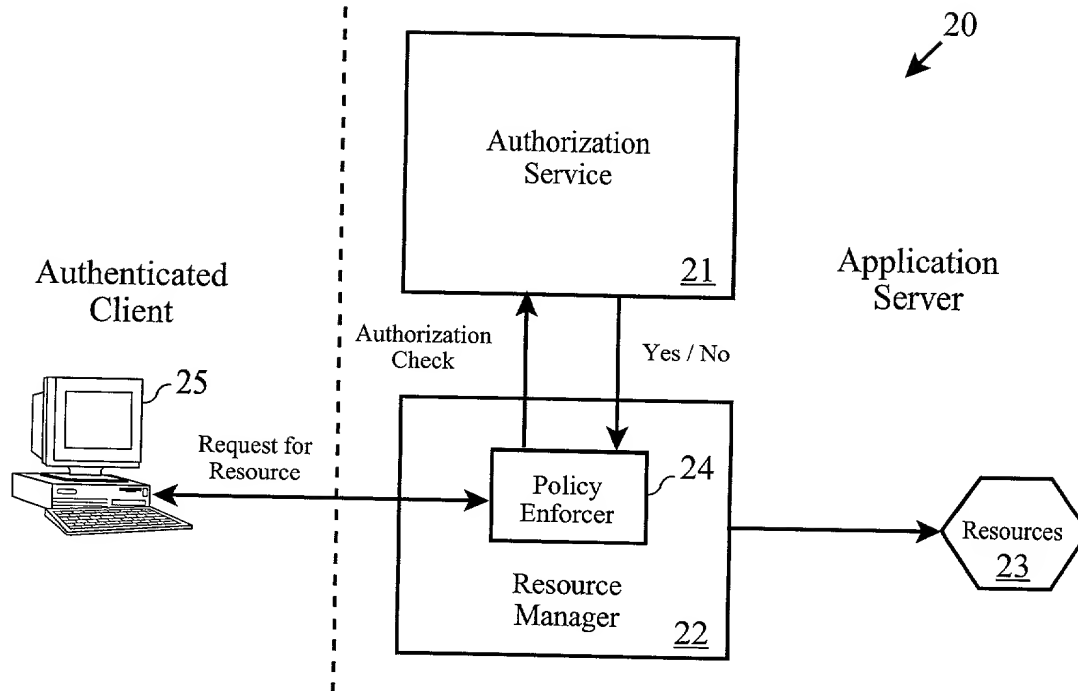 20
Authorization
Service
21
Authenticated
Client
Application
Server
Authorization
Check
Yes / No
25
Request for
Resource
24
Policy
Enforcer
Resources
23
Resource
Manager
22